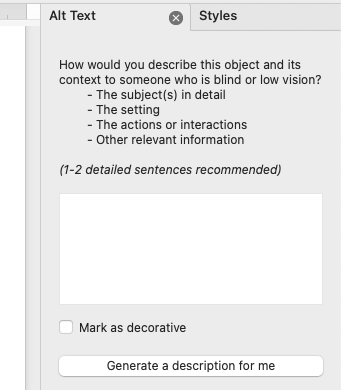 Alt Text
Styles
How would you describe this object and its
context to someone who is blind or low vision?
- The subject(s) in detail
- The setting
- The actions or interactions
- Other relevant information
(1-2 detailed sentences recommended)
Mark as decorative
Generate a description for me